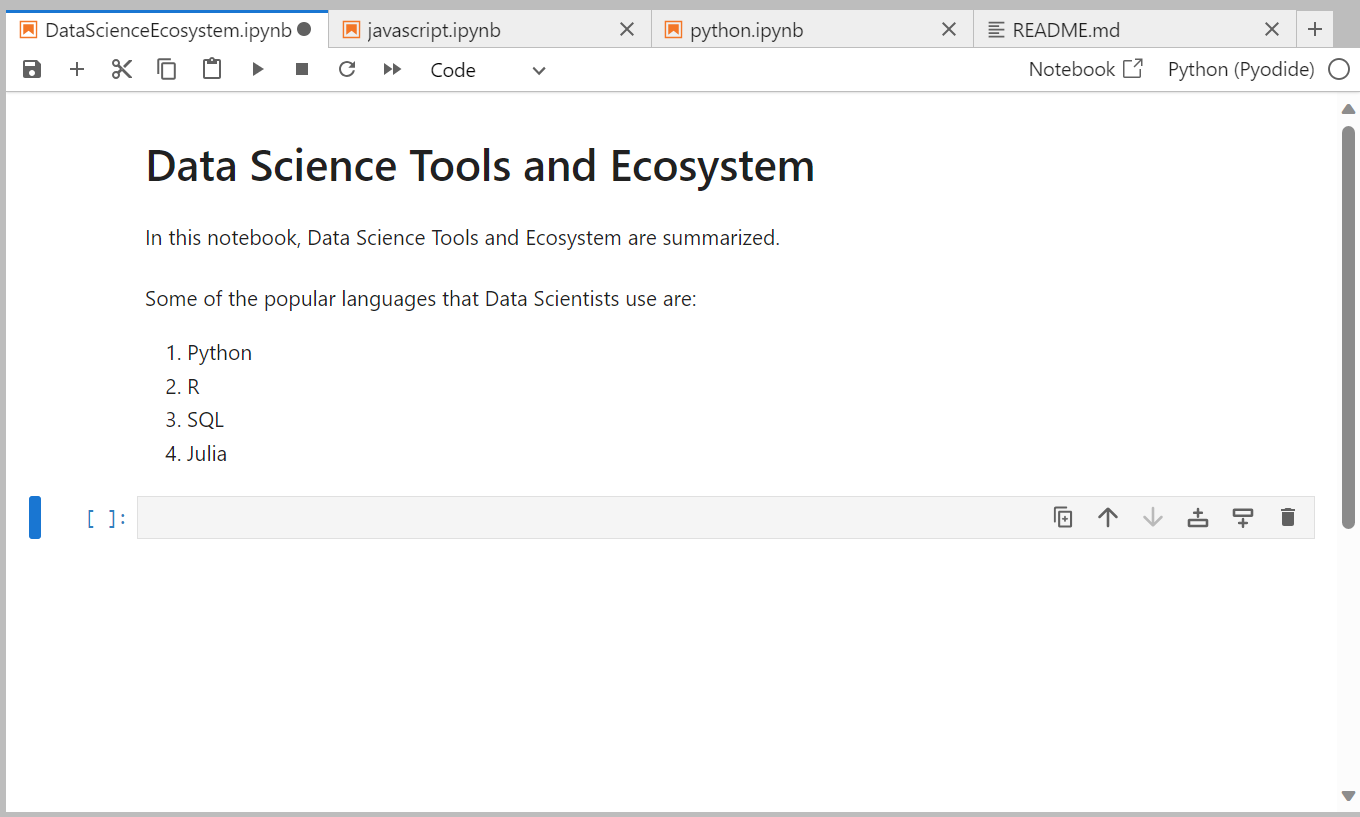 DataScienceEcosystem.ipynb javascript.ipynb python.ipynb README.md
Code Notebook Python (Pyodide)
Data Science Tools and Ecosystem
In this notebook, Data Science Tools and Ecosystem are summarized.
Some of the popular languages that Data Scientists use are:
1. Python
2. R
3. SQL
4. Julia
[ ]: